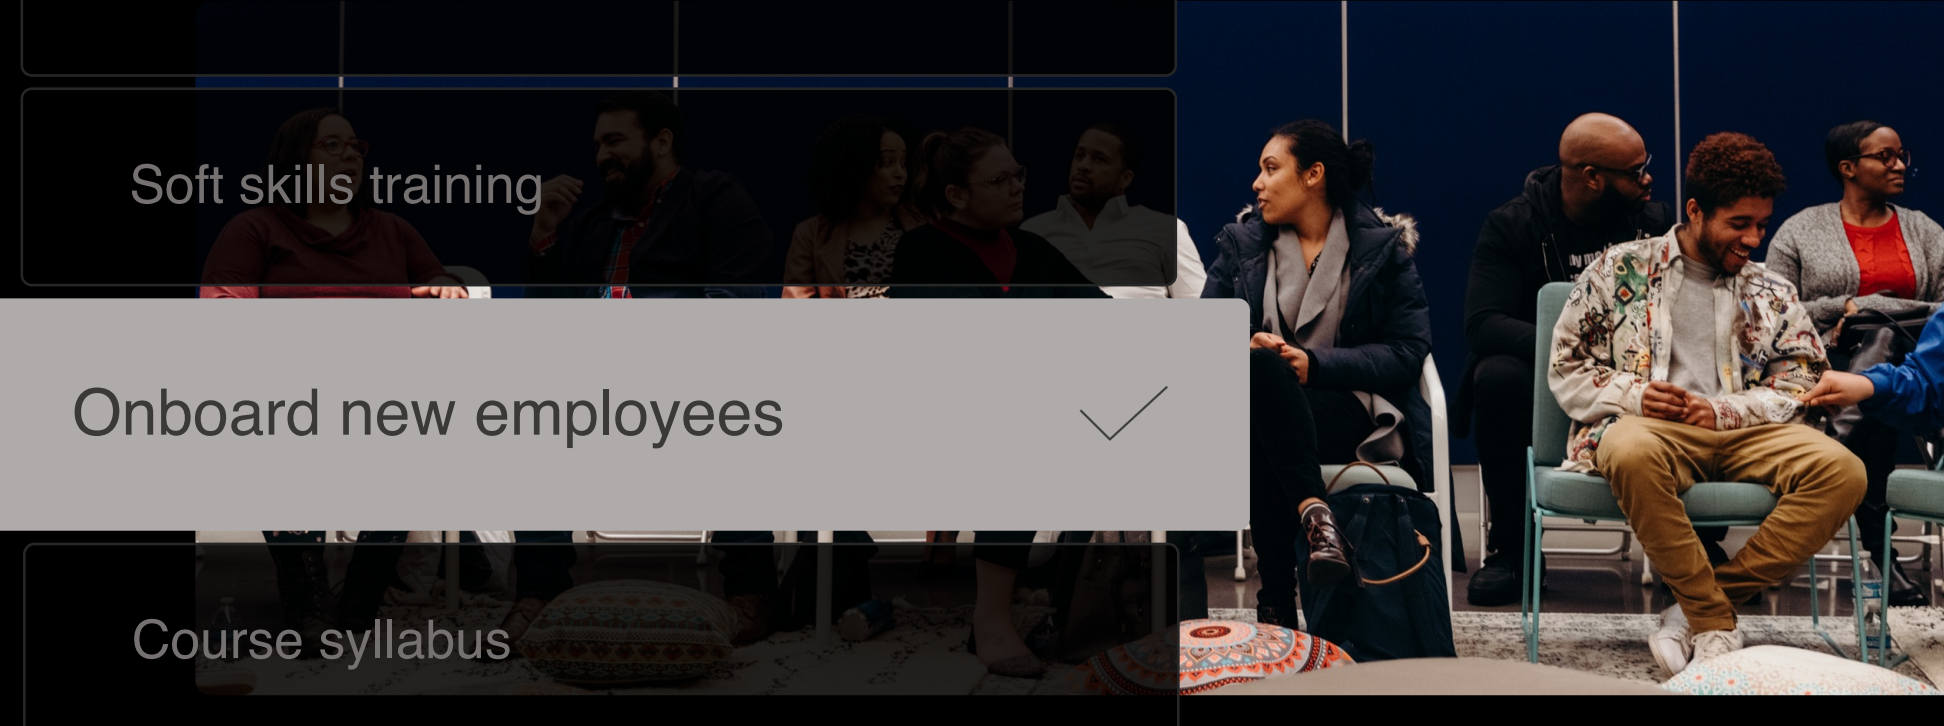 Soft skills training
Onboard new employees
Course syllabus